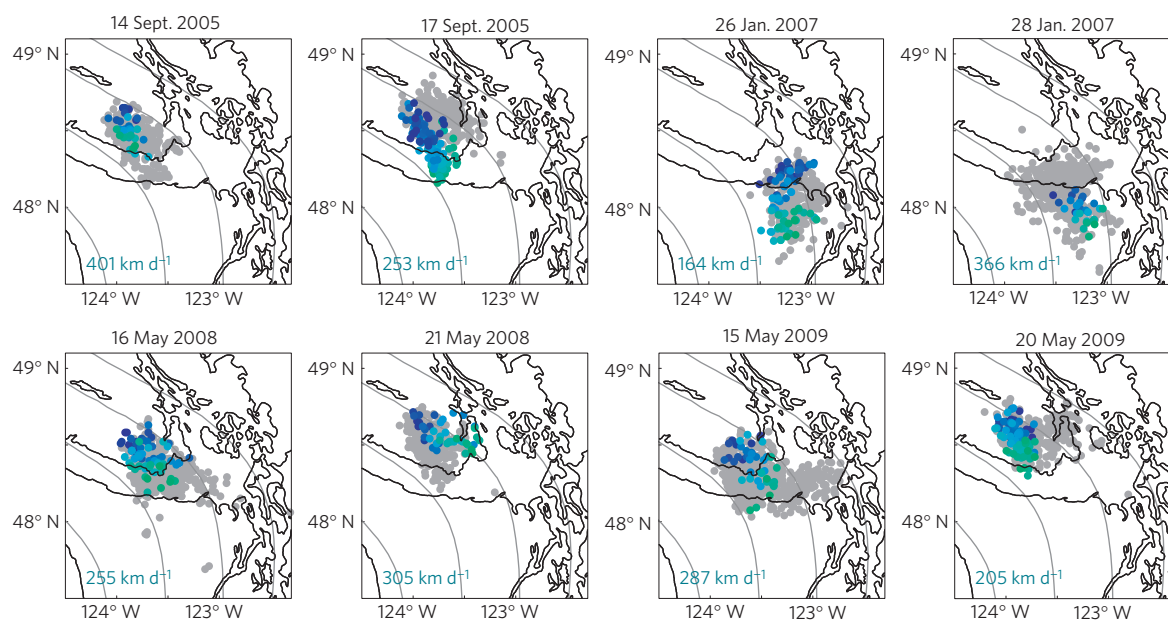 14 Sept. 2005
17 Sept. 2005
26 Jan. 2007
28 Jan. 2007
49° N
49° N
49° N
49° N
48° N
48° N
48° N
48° N
401 km d⁻¹
253 km d⁻¹
164 km d⁻¹
366 km d⁻¹
124° W
123° W
124° W
123° W
124° W
123° W
124° W
123° W
16 May 2008
21 May 2008
15 May 2009
20 May 2009
49° N
49° N
49° N
49° N
48° N
48° N
48° N
48° N
255 km d⁻¹
305 km d⁻¹
287 km d⁻¹
205 km d⁻¹
124° W
123° W
124° W
123° W
124° W
123° W
124° W
123° W